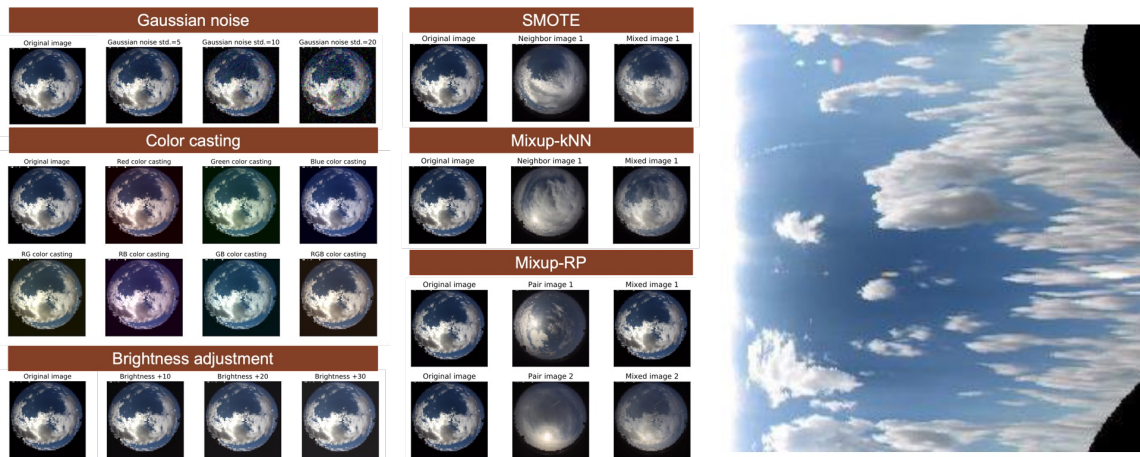 Gaussian noise
Original image
Gaussian noise std.=5
Gaussian noise std.=10
Gaussian noise std.=20
Color casting
Original image
Red color casting
Green color casting
Blue color casting
RG color casting
RB color casting
GB color casting
RGB color casting
Brightness adjustment
Original image
Brightness +10
Brightness +20
Brightness +30
SMOTE
Original image
Neighbor image 1
Mixed image 1
Mixup-kNN
Original image
Neighbor image 1
Mixed image 1
Mixup-RP
Original image
Pair image 1
Mixed image 1
Original image
Pair image 2
Mixed image 2